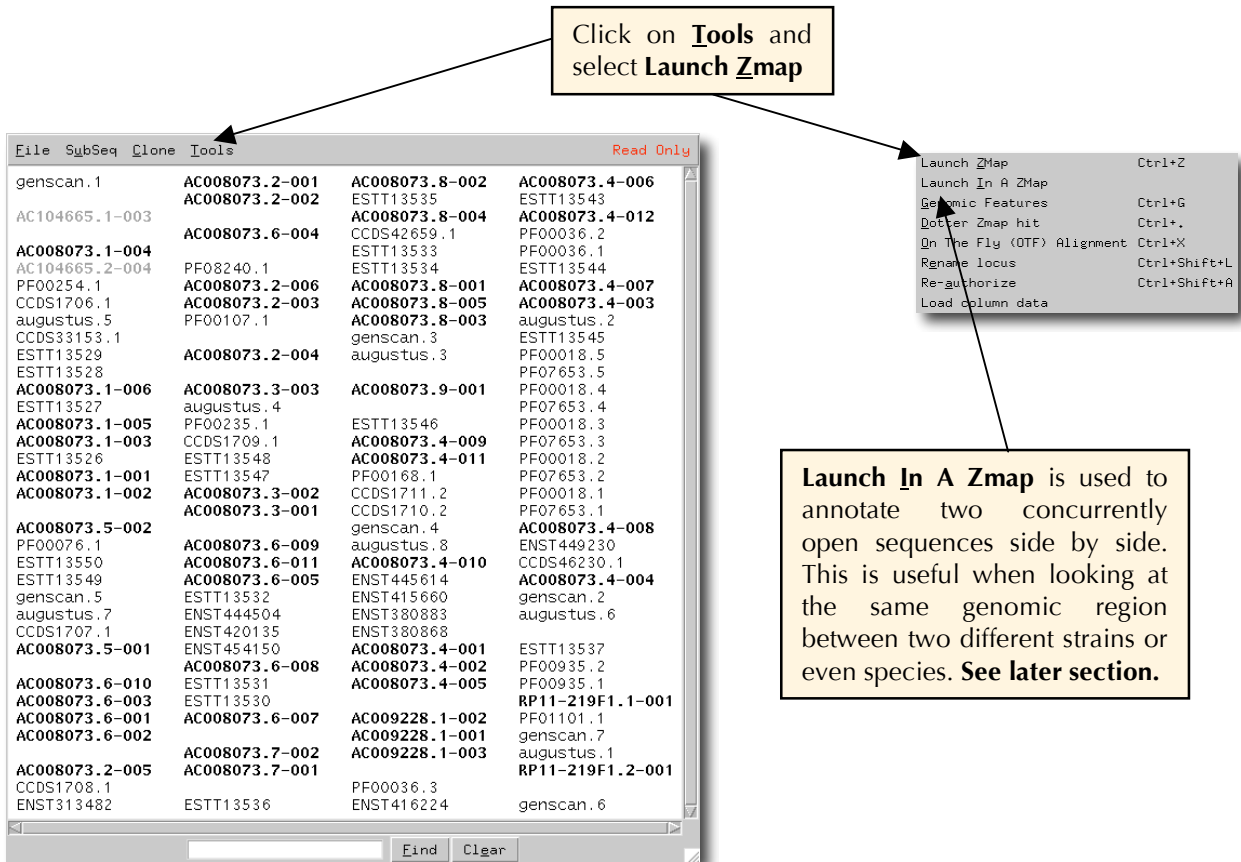 Click on Tools and
select Launch Zmap
File SubSeq Clone Tools Read Only
genscan.1 AC008073.2-001 AC008073.8-002 AC008073.4-006
AC008073.2-002 ESTT13535 ESTT13543
AC104665.1-003 AC008073.8-004 AC008073.4-012
AC008073.6-004 CCDS42659.1 PF00036.2
AC008073.1-004 ESTT13533 PF00036.1
AC104665.2-004 PF08240.1 ESTT13534 ESTT13544
PF00254.1 AC008073.2-006 AC008073.8-001 AC008073.4-007
CCDS1706.1 AC008073.2-003 AC008073.8-005 AC008073.4-003
augustus.5 PF00107.1 AC008073.8-003 augustus.2
CCDS33153.1 genscan.3 ESTT13545
ESTT13529 AC008073.2-004 augustus.3 PF00018.5
ESTT13528 PF07653.5
AC008073.1-006 AC008073.3-003 AC008073.9-001 PF00018.4
ESTT13527 augustus.4 PF07653.4
AC008073.1-005 PF00235.1 ESTT13546 PF00018.3
AC008073.1-003 CCDS1709.1 AC008073.4-009 PF07653.3
ESTT13526 ESTT13548 AC008073.4-011 PF00018.2
AC008073.1-001 ESTT13547 PF00168.1 PF07653.2
AC008073.1-002 AC008073.3-002 CCDS1711.2 PF00018.1
AC008073.3-001 CCDS1710.2 PF07653.1
AC008073.5-002 genscan.4 AC008073.4-008
PF00076.1 AC008073.6-009 augustus.8 ENST449230
ESTT13550 AC008073.6-011 AC008073.4-010 CCDS46230.1
ESTT13549 AC008073.6-005 ENST445614 AC008073.4-004
genscan.5 ESTT13532 ENST415660 genscan.2
augustus.7 ENST444504 ENST380883 augustus.6
CCDS1707.1 ENST420135 ENST380868
AC008073.5-001 ENST454150 AC008073.4-001 ESTT13537
AC008073.6-008 AC008073.4-002 PF00935.2
AC008073.6-010 ESTT13531 AC008073.4-005 PF00935.1
AC008073.6-003 ESTT13530 RP11-219F1.1-001
AC008073.6-001 AC008073.6-007 AC009228.1-002 PF01101.1
AC008073.6-002 AC009228.1-001 genscan.7
AC008073.7-002 AC009228.1-003 augustus.1
AC008073.2-005 AC008073.7-001 RP11-219F1.2-001
CCDS1708.1 PF00036.3
ENST313482 ESTT13536 ENST416224 genscan.6
Find Clear
Launch ZMap Ctrl+Z
Launch In A ZMap
Genomic Features Ctrl+G
Dotter Zmap hit Ctrl+.
On The Fly (OTF) Alignment Ctrl+X
Rename locus Ctrl+Shift+L
Re-authorize Ctrl+Shift+A
Load column data
Launch In A Zmap is used to
annotate two concurrently
open sequences side by side.
This is useful when looking at
the same genomic region
between two different strains or
even species. See later section.